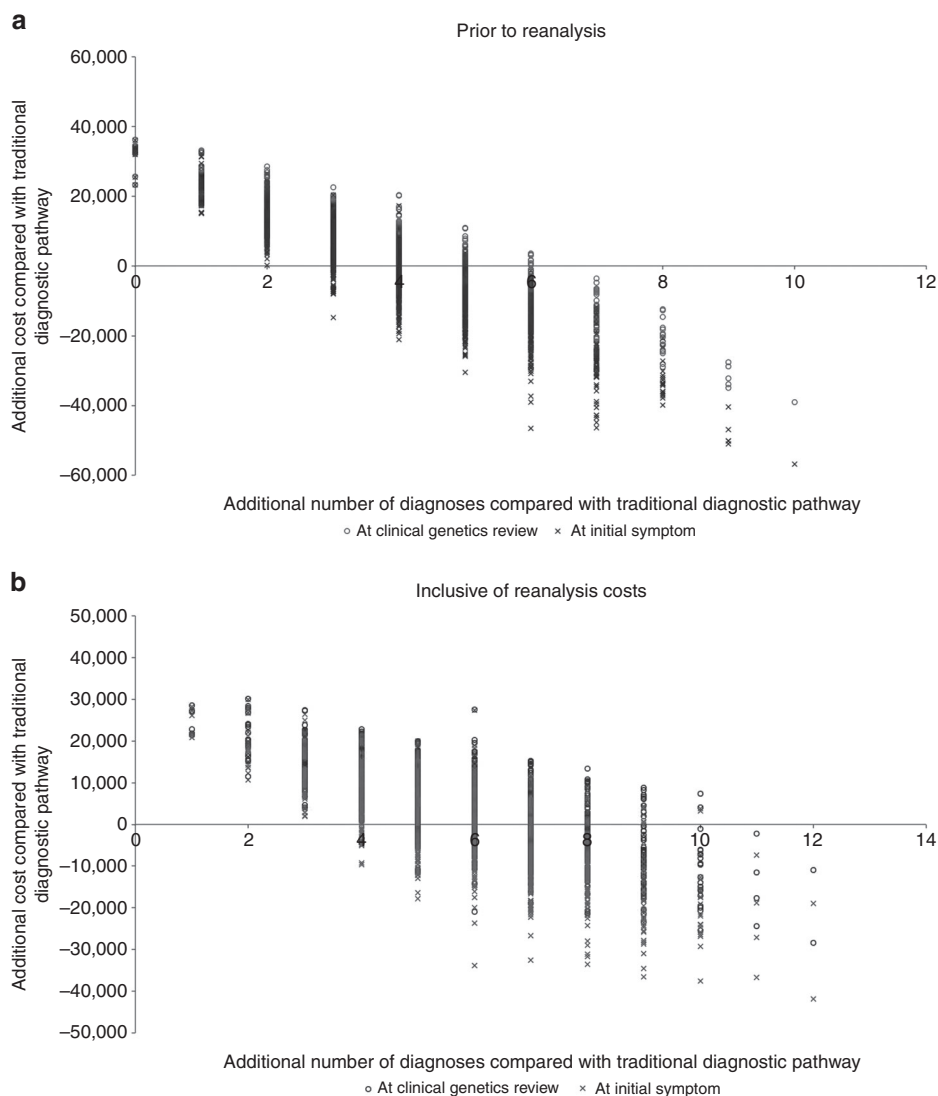 a
Prior to reanalysis
60,000
40,000
20,000
0
–20,000
–40,000
–60,000
0 2 4 6 8 10 12
Additional cost compared with traditional
diagnostic pathway
Additional number of diagnoses compared with traditional diagnostic pathway
At clinical genetics review At initial symptom
b
Inclusive of reanalysis costs
50,000
40,000
30,000
20,000
10,000
0
–10,000
–20,000
–30,000
–40,000
–50,000
0 2 4 6 8 10 12 14
Additional cost compared with traditional
diagnostic pathway
Additional number of diagnoses compared with traditional diagnostic pathway
At clinical genetics review At initial symptom